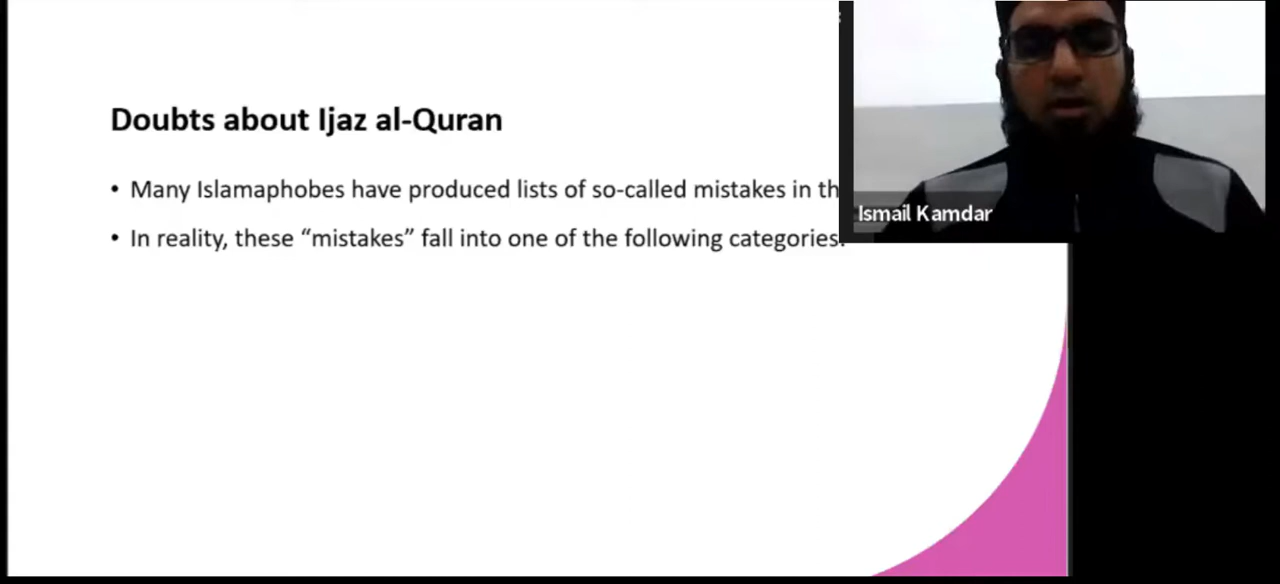 Doubts about Ijaz al-Quran
• Many Islamaphobes have produced lists of so-called mistakes in th
• In reality, these “mistakes” fall into one of the following categories:
Ismail Kamdar